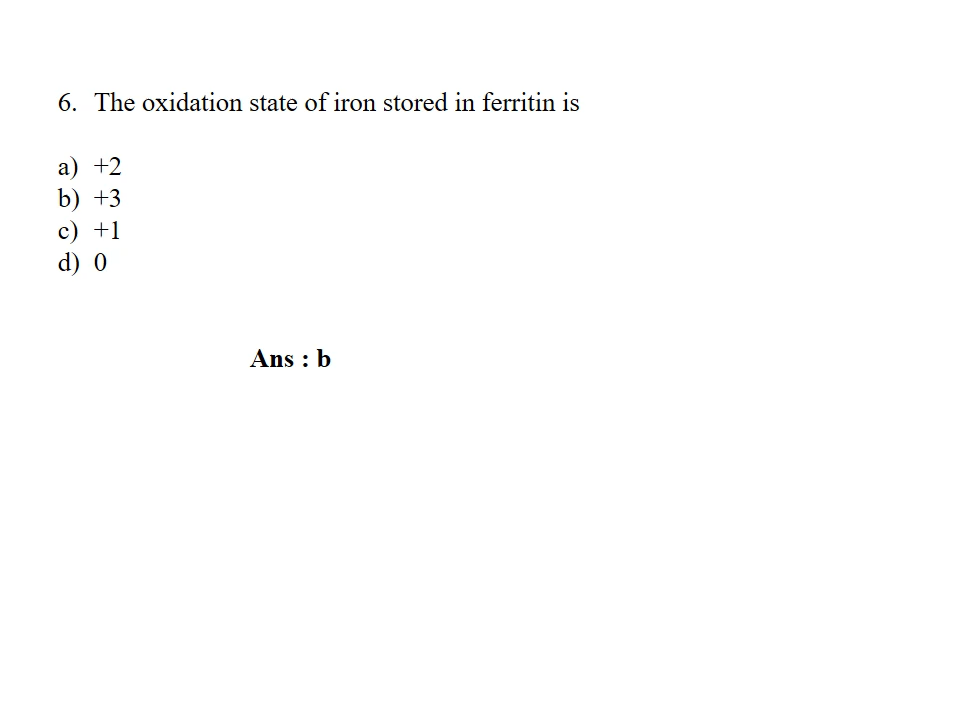 6. The oxidation state of iron stored in ferritin is
a) +2
b) +3
c) +1
d) 0
Ans : b